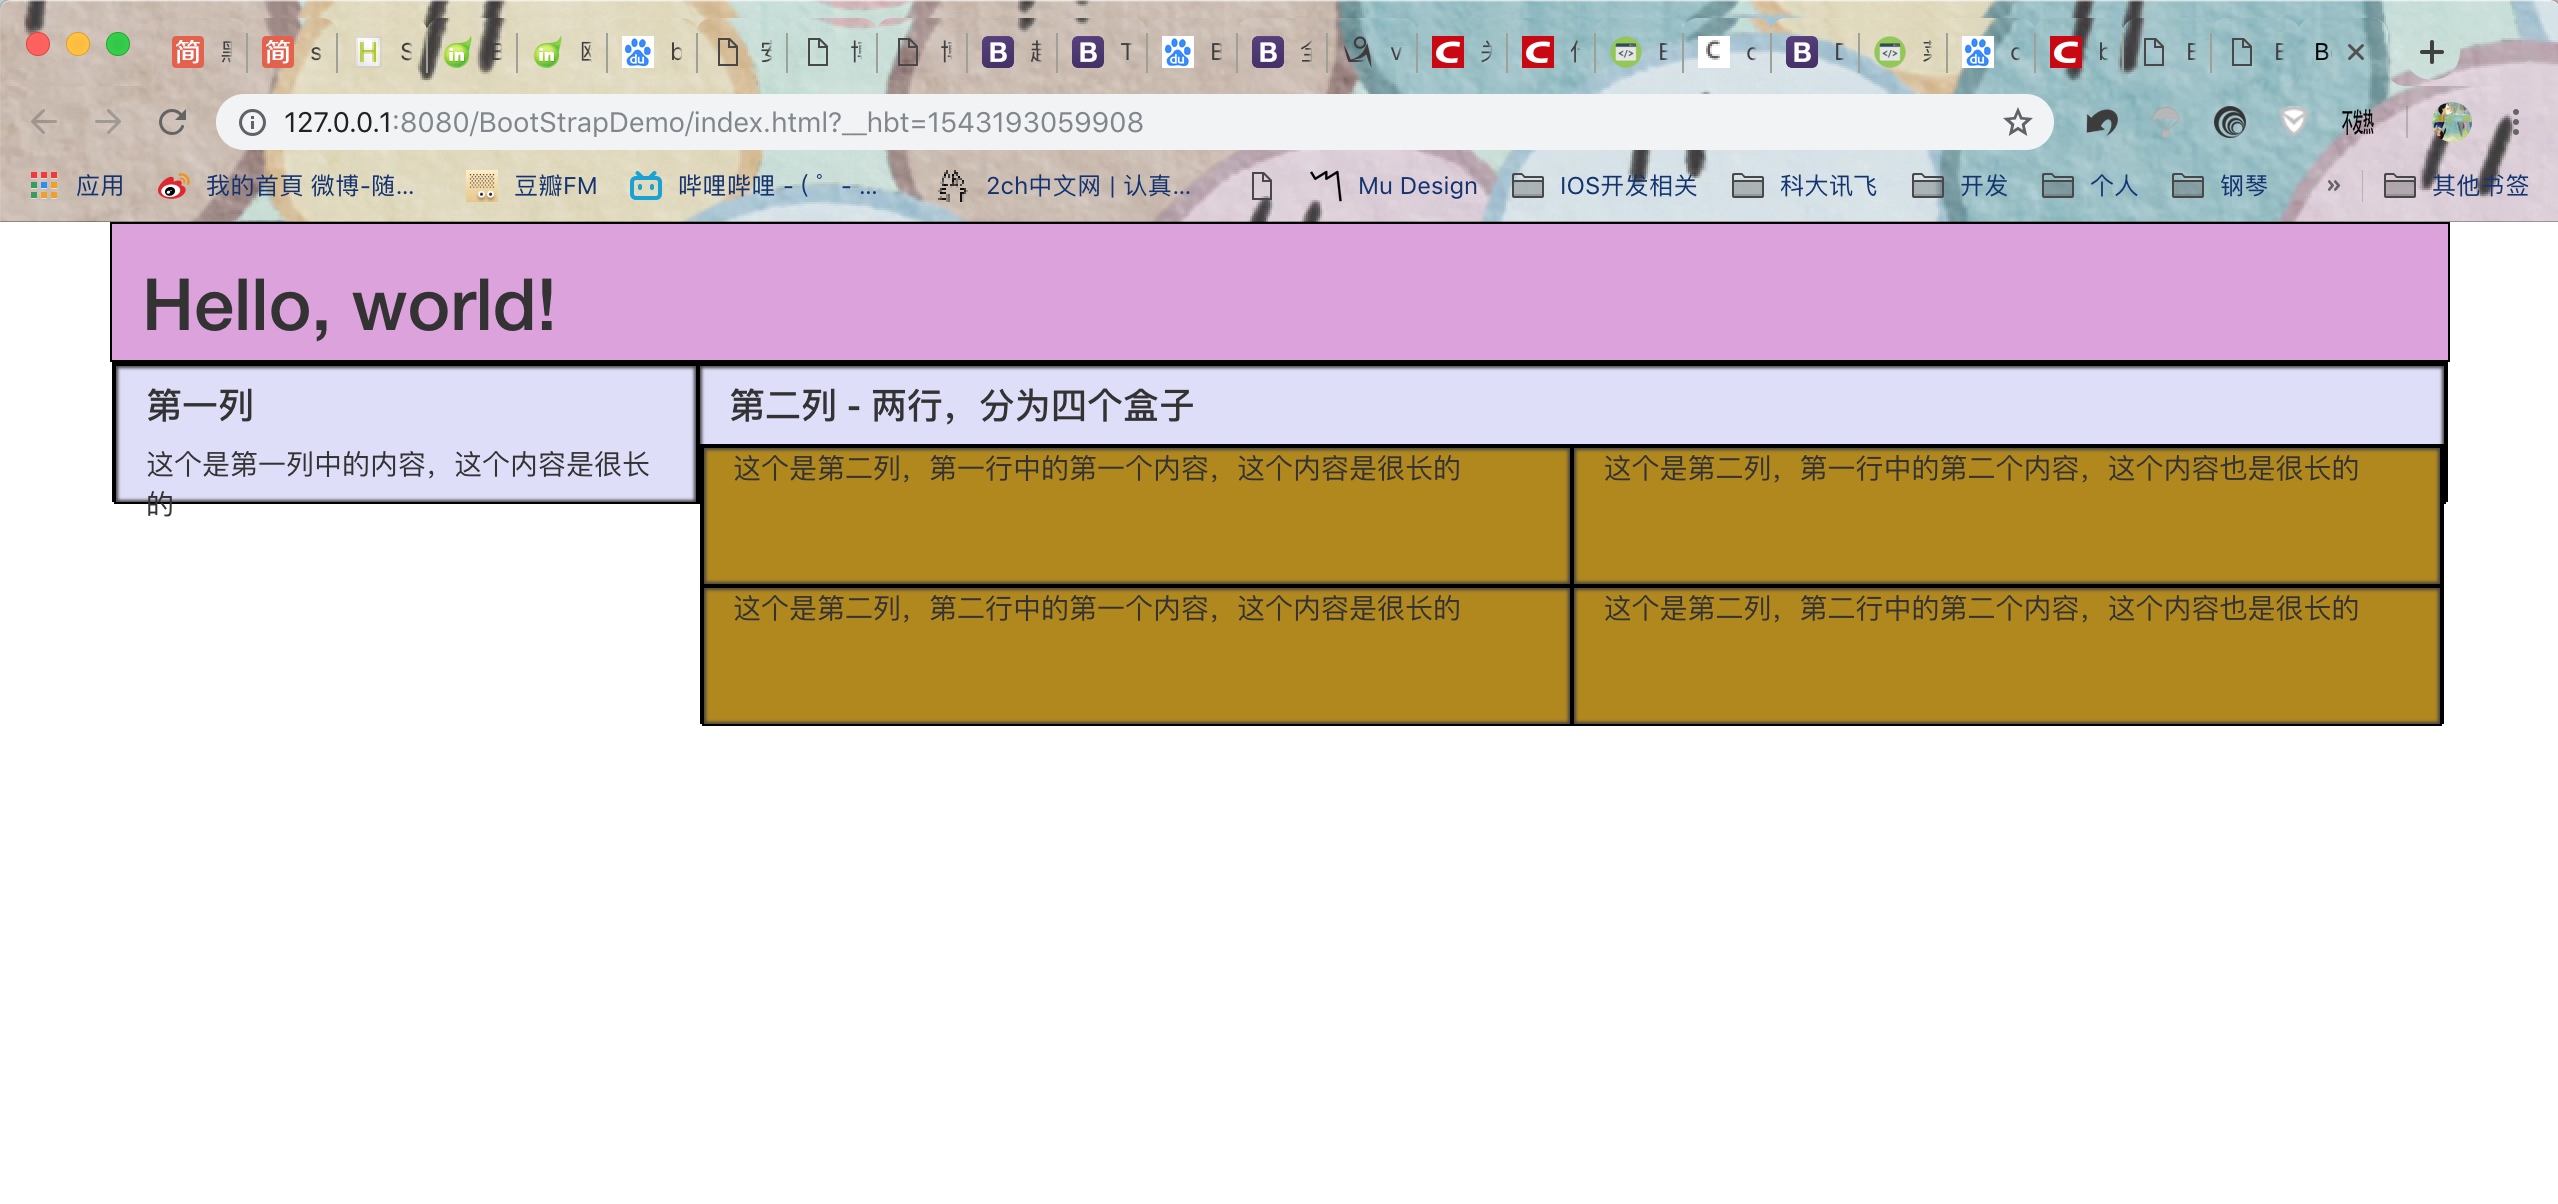 简 简 s H S in in du b B B T du B B v C C E C c B D du c C b E E B
127.0.0.1:8080/BootStrapDemo/index.html?__hbt=1543193059908
不发热
应用 我的首頁 微博-随... 豆瓣FM 哔哩哔哩 - ( ゜ - ... 2ch中文网 | 认真... Mu Design IOS开发相关 科大讯飞 开发 个人 钢琴 » 其他书签
Hello, world!
第一列
这个是第一列中的内容，这个内容是很长
的
第二列 - 两行，分为四个盒子
这个是第二列，第一行中的第一个内容，这个内容是很长的
这个是第二列，第一行中的第二个内容，这个内容也是很长的
这个是第二列，第二行中的第一个内容，这个内容是很长的
这个是第二列，第二行中的第二个内容，这个内容也是很长的